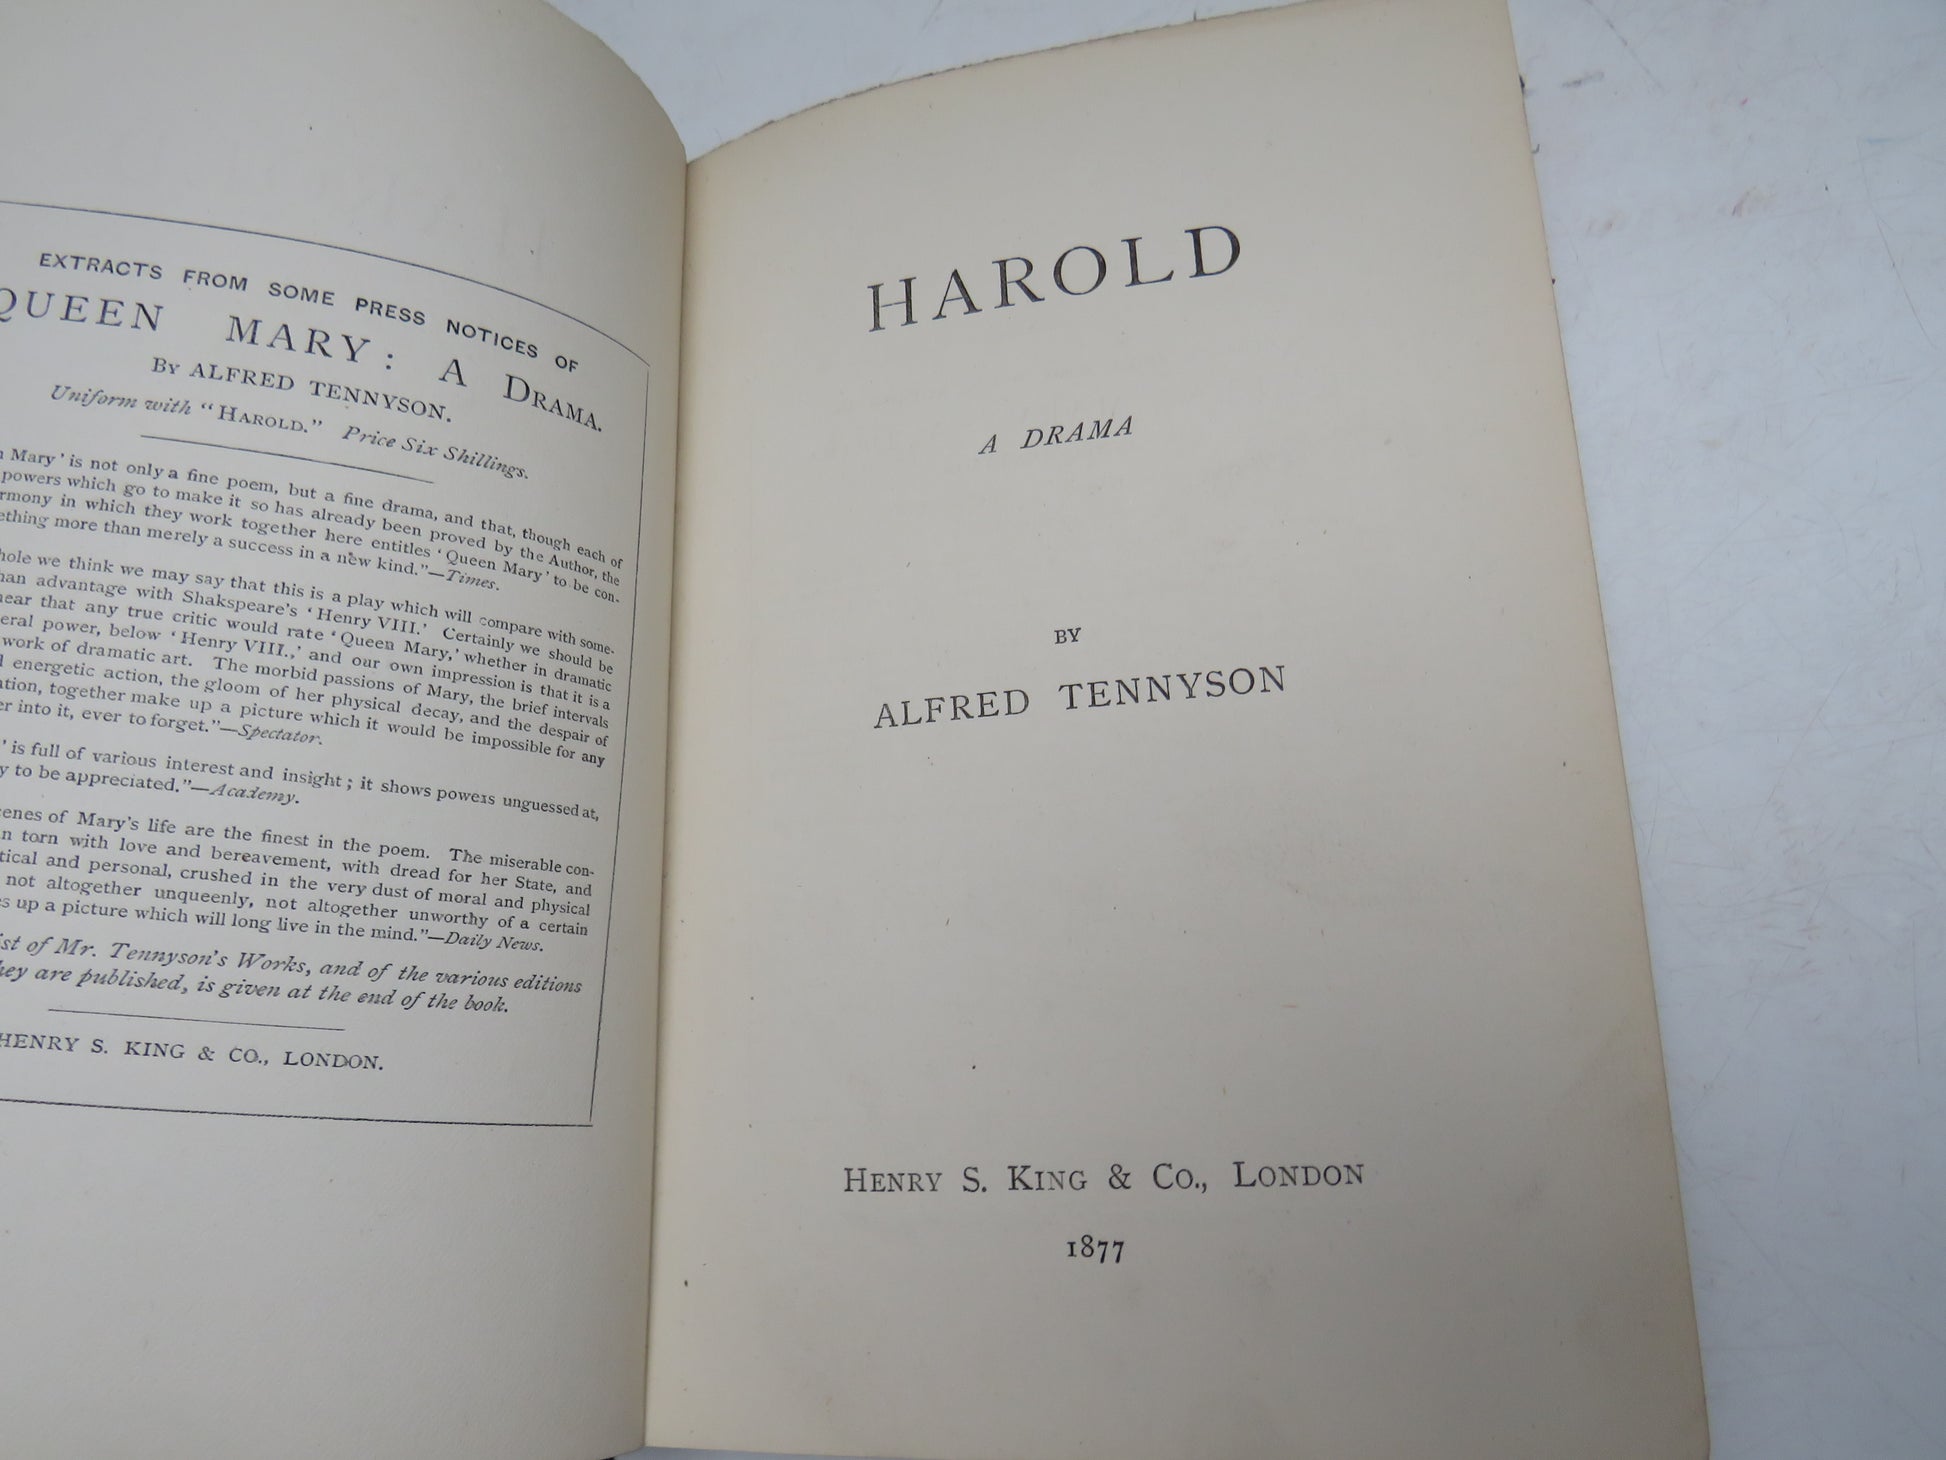 EXTRACTS FROM SOME PRESS NOTICES OF
QUEEN MARY: A DRAMA.
BY ALFRED TENNYSON.
Uniform with "HAROLD." Price Six Shillings.
Mary' is not only a fine poem, but a fine drama, and that, though each of
powers which go to make it so has already been proved by the Author, the
in which they work together here entitles 'Queen Mary' to be con-
more than merely a success in a new kind."—Times.
we think we may say that this is a play which will compare with some-
advantage with Shakspeare's 'Henry VIII.' Certainly we should be
that any true critic would rate 'Queen Mary,' whether in dramatic
power, below 'Henry VIII.,' and our own impression is that it is a
work of dramatic art. The morbid passions of Mary, the brief intervals
energetic action, the gloom of her physical decay, and the despair of
together make up a picture which it would be impossible for any
into it, ever to forget."—Spectator.
' is full of various interest and insight; it shows powers unguessed at,
to be appreciated."—Academy.
of Mary's life are the finest in the poem. The miserable con-
torn with love and bereavement, with dread for her State, and
and personal, crushed in the very dust of moral and physical
not altogether unqueenly, not altogether unworthy of a certain
up a picture which will long live in the mind."—Daily News.
of Mr. Tennyson's Works, and of the various editions
they are published, is given at the end of the book.
HENRY S. KING & CO., LONDON.
HAROLD
A DRAMA
BY
ALFRED TENNYSON
HENRY S. KING & CO., LONDON
1877